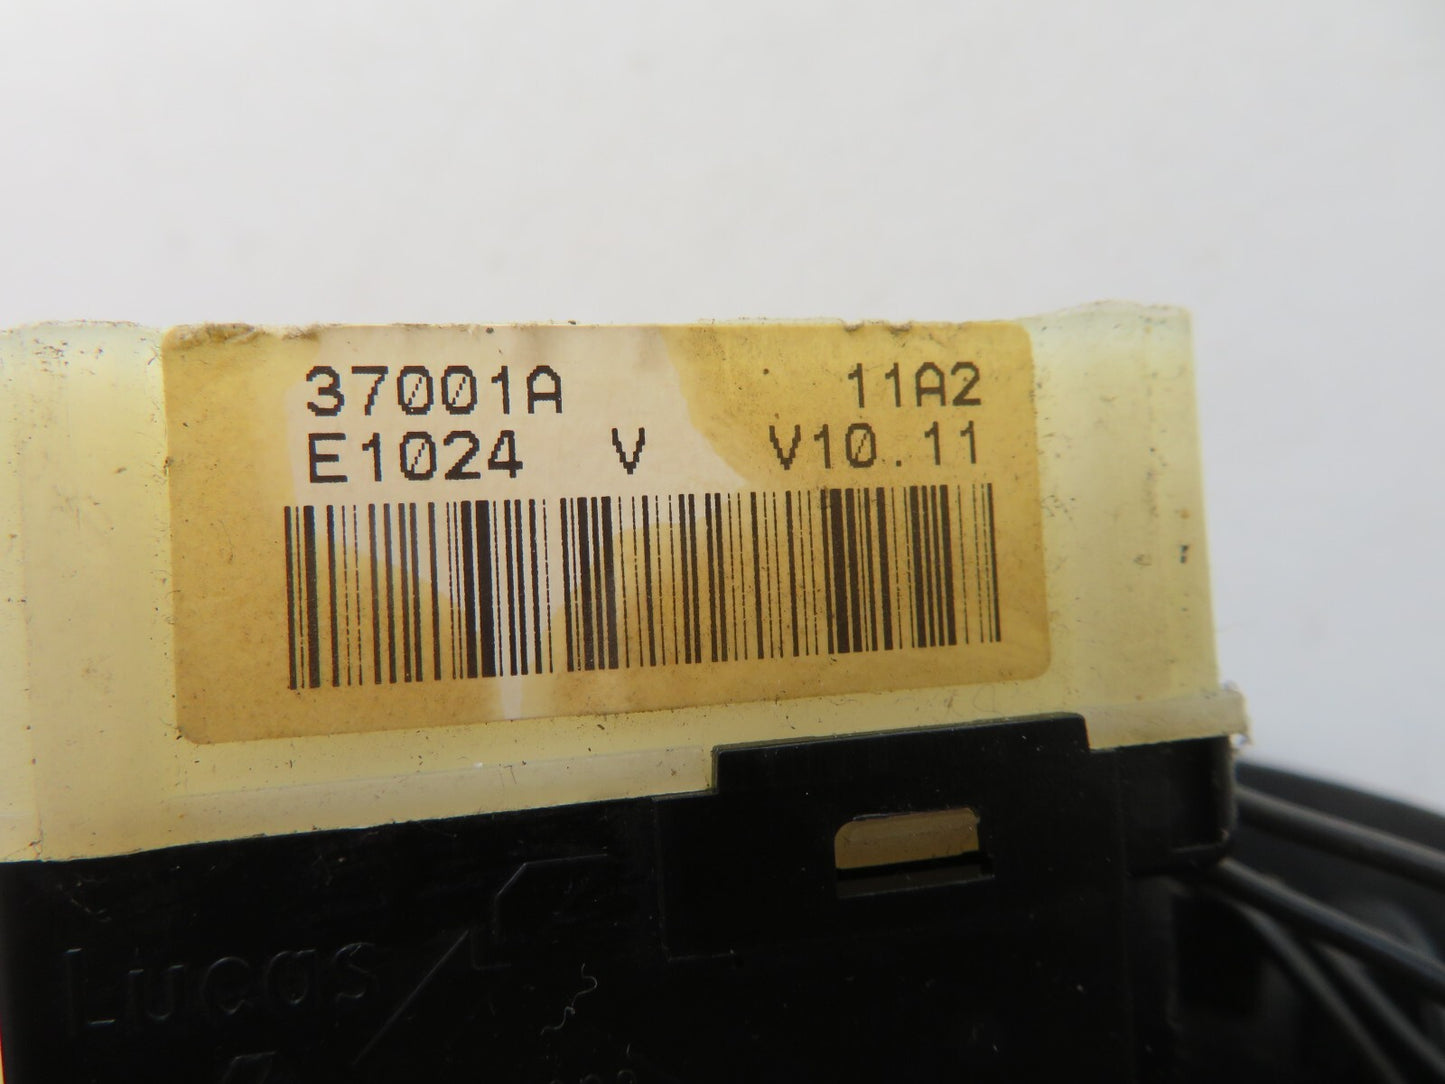 37001A 11A2
E1024 V V10.11
Lucas